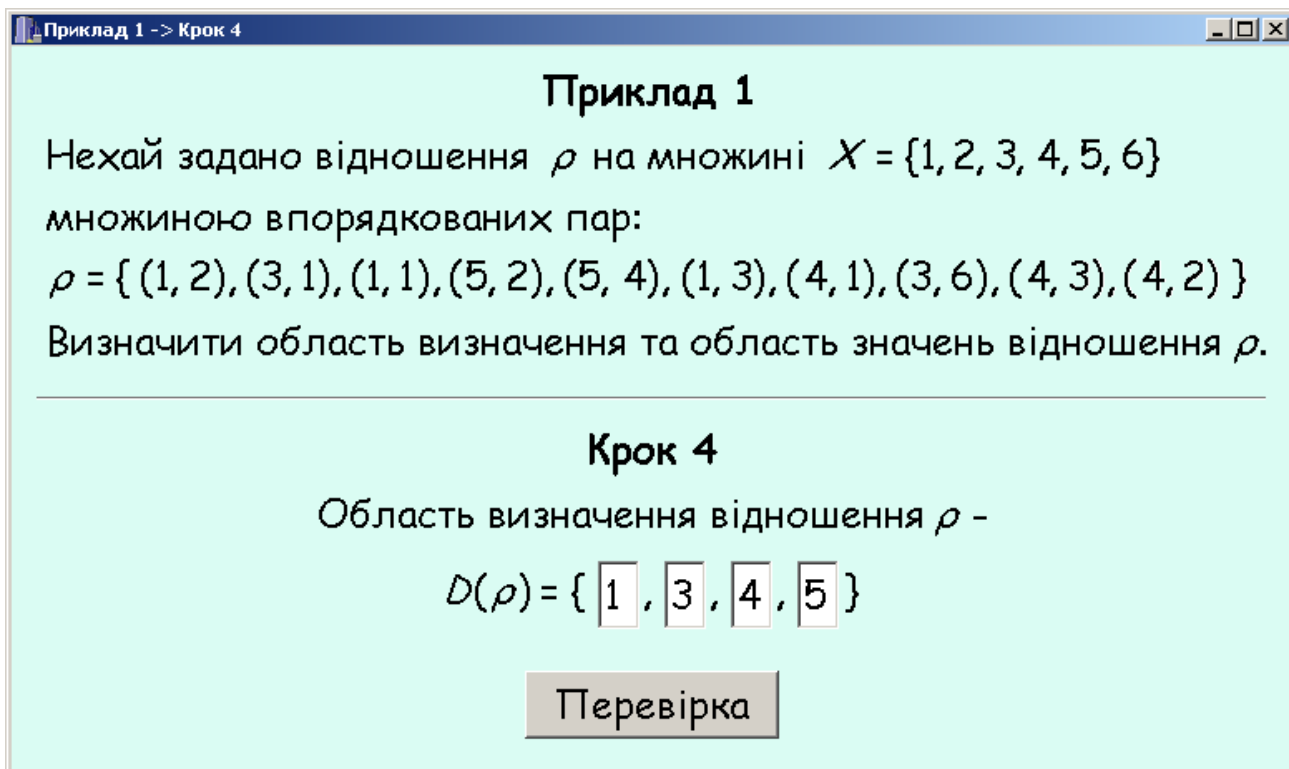 Приклад 1 -> Крок 4
Приклад 1
Нехай задано відношення ρ на множині X = {1, 2, 3, 4, 5, 6}
множиною впорядкованих пар:
ρ = { (1, 2), (3, 1), (1, 1), (5, 2), (5, 4), (1, 3), (4, 1), (3, 6), (4, 3), (4, 2) }
Визначити область визначення та область значень відношення ρ.
Крок 4
Область визначення відношення ρ -
D(ρ) = { 1 , 3 , 4 , 5 }
Перевірка